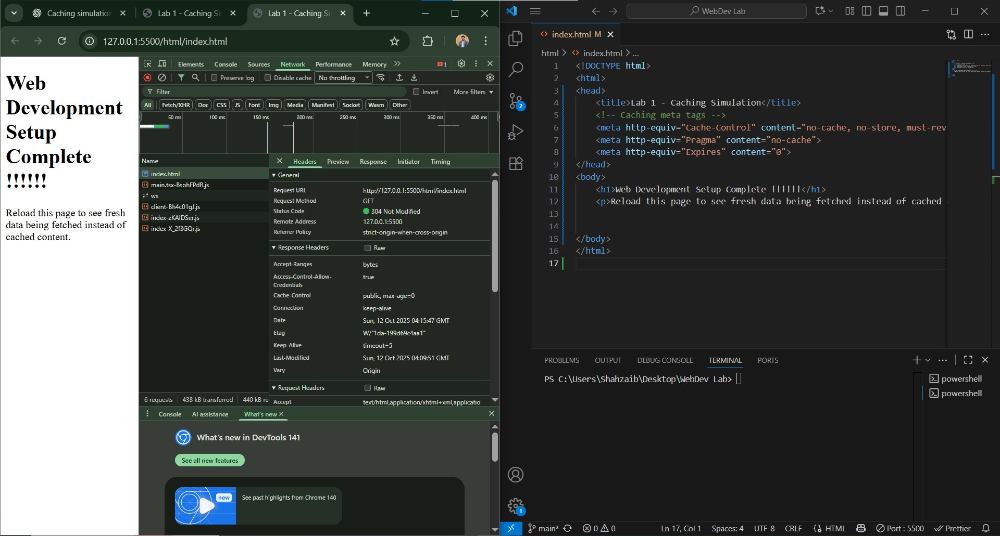 Caching simulation
Lab 1 - Caching Si
Lab 1 - Caching Si
127.0.0.1:5500/html/index.html
Web
Development
Setup
Complete
!!!!!!
Reload this page to see fresh
data being fetched instead of
cached content.
Elements Console Sources Network Performance Memory 1
Preserve log Disable cache No throttling
Filter Invert More filters
All Fetch/XHR Doc CSS JS Font Img Media Manifest Socket Wasm Other
50 ms 100 ms 150 ms 200 ms 250 ms 300 ms 350 ms 400 ms
Name
index.html
main.tsx-BsohFPdR.js
ws
client-Bh4c01gJ.js
index-zKAIDSer.js
index-X_2f3GQr.js
6 requests 438 kB transferred 440 kB re
Headers Preview Response Initiator Timing
General
Request URL http://127.0.0.1:5500/html/index.html
Request Method GET
Status Code 304 Not Modified
Remote Address 127.0.0.1:5500
Referrer Policy strict-origin-when-cross-origin
Response Headers Raw
Accept-Ranges bytes
Access-Control-Allow-
Credentials true
Cache-Control public, max-age=0
Connection keep-alive
Date Sun, 12 Oct 2025 04:15:47 GMT
Etag W/"1da-199d69c4aa1"
Keep-Alive timeout=5
Last-Modified Sun, 12 Oct 2025 04:09:51 GMT
Vary Origin
Request Headers Raw
Accept text/html,application/xhtml+xml,applicatio
Console AI assistance What's new
What's new in DevTools 141
See all new features
new
See past highlights from Chrome 140
WebDev Lab
index.html M
html > index.html > ...
1 <!DOCTYPE html>
2 <html>
3 <head>
4 <title>Lab 1 - Caching Simulation</title>
5 <!-- Caching meta tags -->
6 <meta http-equiv="Cache-Control" content="no-cache, no-store, must-reva
7 <meta http-equiv="Pragma" content="no-cache">
8 <meta http-equiv="Expires" content="0">
9 </head>
10 <body>
11 <h1>Web Development Setup Complete !!!!!!</h1>
12 <p>Reload this page to see fresh data being fetched instead of cached
13
14
15 </body>
16 </html>
17
2
1
PROBLEMS OUTPUT DEBUG CONSOLE TERMINAL PORTS
PS C:\Users\Shahzaib\Desktop\WebDev Lab>
powershell
powershell
main* 0 0 Ln 17, Col 1 Spaces: 4 UTF-8 CRLF HTML Port : 5500 Prettier